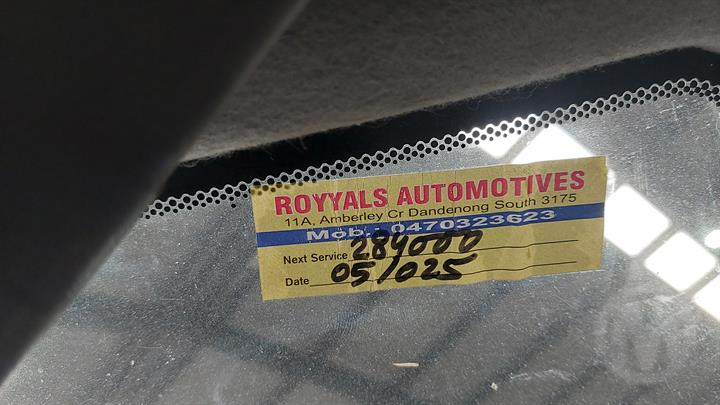 ROYYALS AUTOMOTIVES
11A, Amberley Cr Dandenong South 3175
Mob.: 0470323623
Next Service 284000
Date 05/025